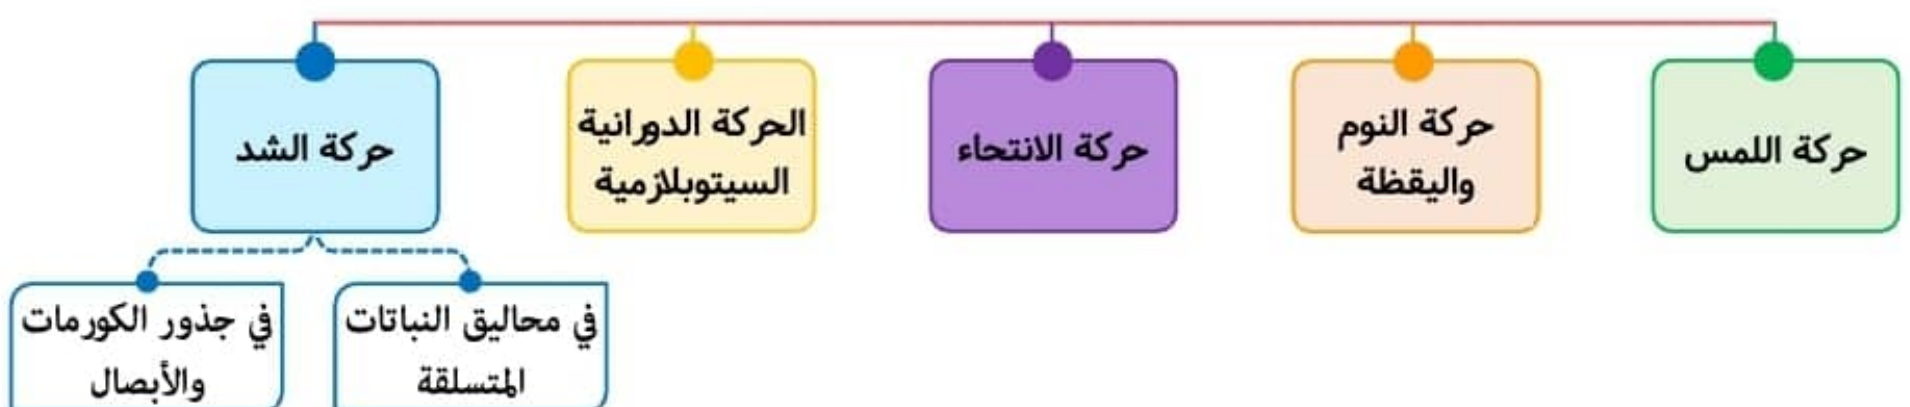 حركة اللمس
حركة النوم
واليقظة
حركة الانتحاء
الحركة الدورانية
السيتوبلازمية
حركة الشد
في محاليق النباتات
المتسلقة
في جذور الكورمات
والأبصال